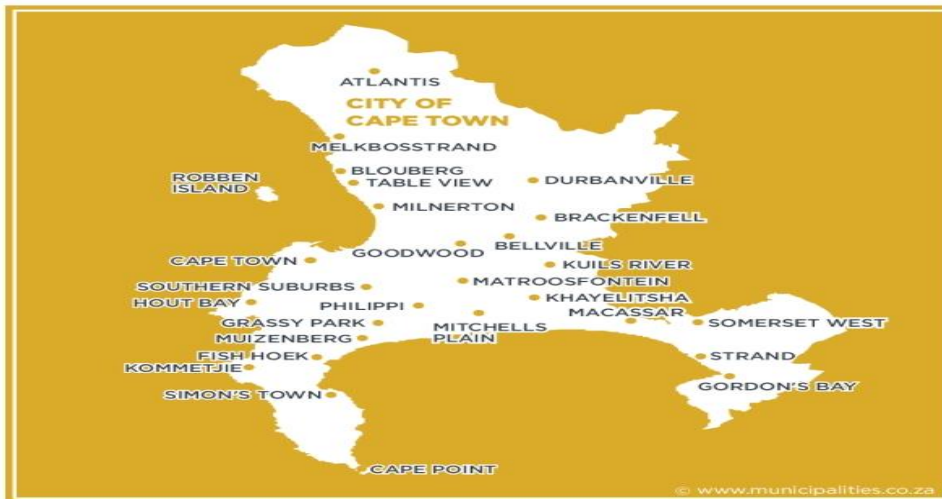 ATLANTIS
CITY OF
CAPE TOWN
MELKBOSSTRAND
BLOUBERG
ROBBEN
ISLAND
TABLE VIEW
DURBANVILLE
MILNERTON
BRACKENFELL
BELLVILLE
GOODWOOD
CAPE TOWN
KUILS RIVER
MATROOSFONTEIN
SOUTHERN SUBURBS
KHAYELITSHA
HOUT BAY
PHILIPPI
MACASSAR
GRASSY PARK
MITCHELLS
PLAIN
SOMERSET WEST
MUIZENBERG
FISH HOEK
STRAND
KOMMETJIE
GORDON'S BAY
SIMON'S TOWN
CAPE POINT
© www.municipalities.co.za